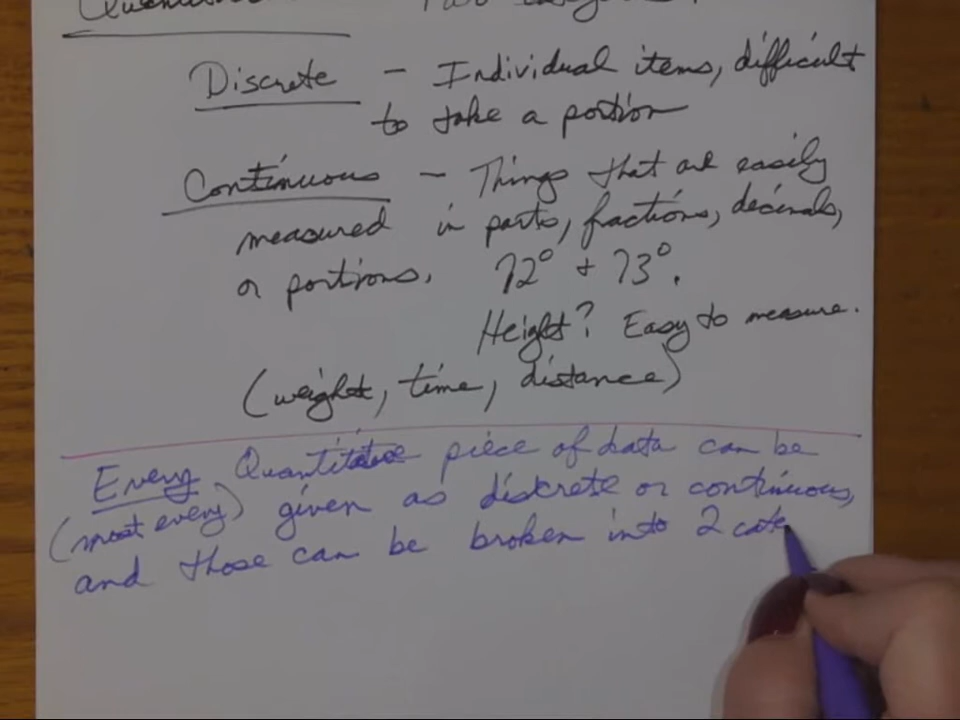 Two
Discrete - Individual items, difficult
to take a portion
Continuous - Things that are easily
measured in parts, fractions, decimals,
or portions. 72° + 73°.
Height? Easy to measure.
(weight, time, distance)
Every Quantitative piece of data can be
(most every) given as discrete or continuous,
and those can be broken into 2 cate